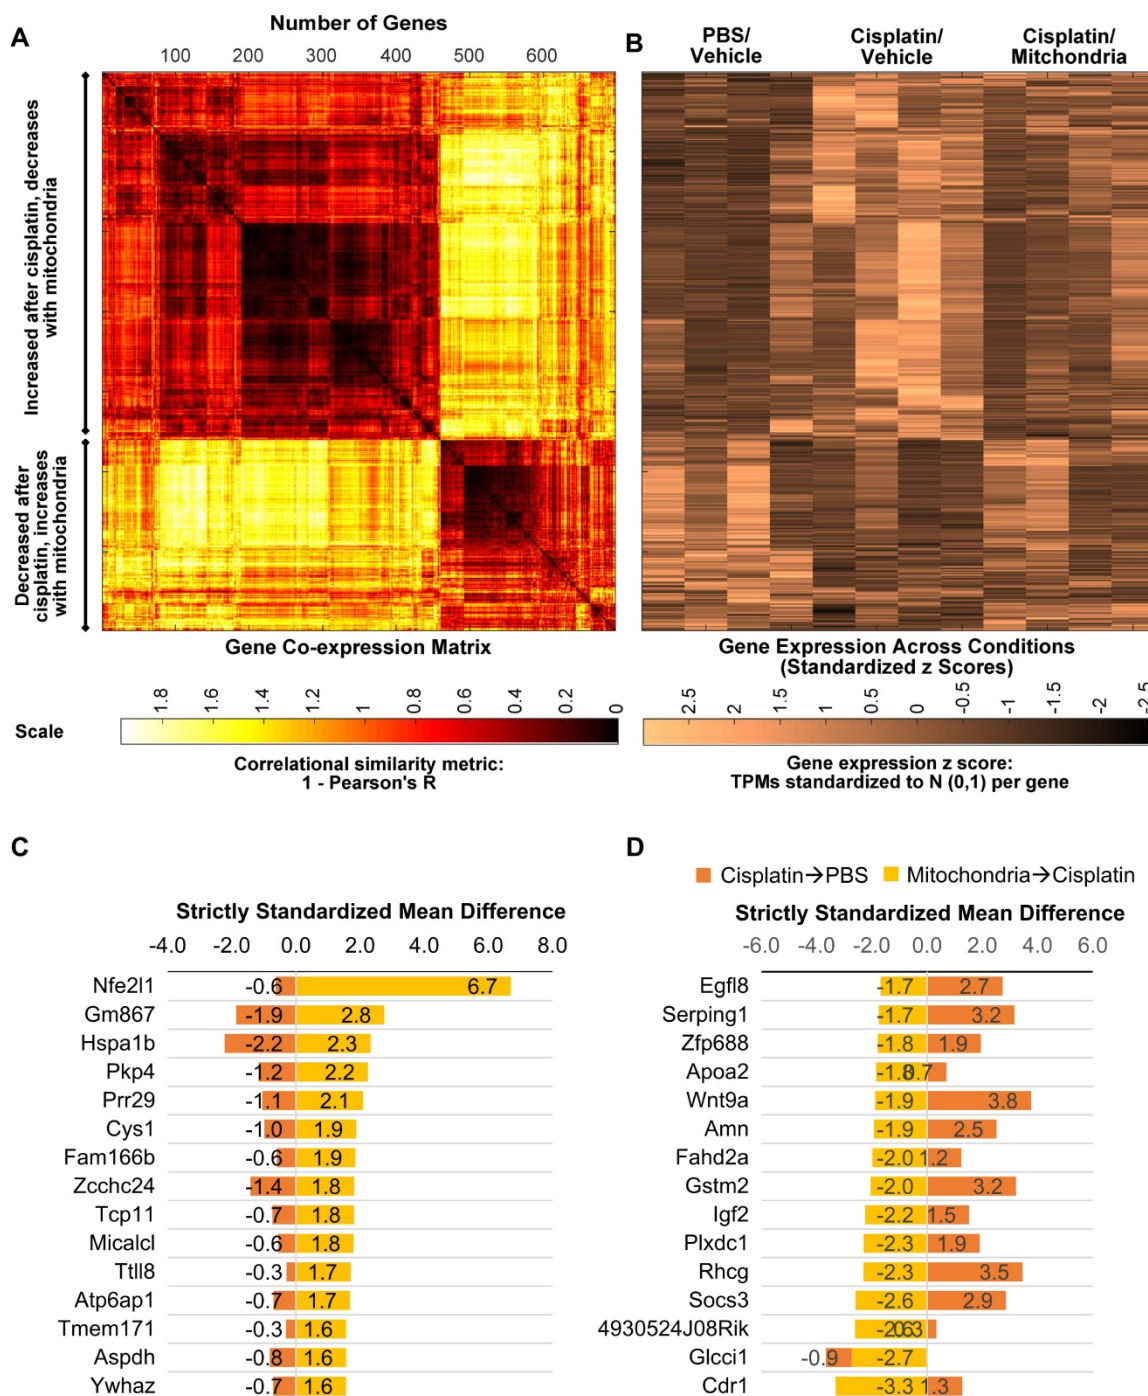 A
Number of Genes
100 200 300 400 500 600
Increased after cisplatin, decreases
with mitochondria
Decreased after
cisplatin, increases
with mitochondria
Gene Co-expression Matrix
Scale
1.8 1.6 1.4 1.2 1 0.8 0.6 0.4 0.2 0
Correlational similarity metric:
1 - Pearson's R
B
PBS/
Vehicle
Cisplatin/
Vehicle
Cisplatin/
Mitchondria
Gene Expression Across Conditions
(Standardized z Scores)
2.5 2 1.5 1 0.5 0 -0.5 -1 -1.5 -2 -2.5
Gene expression z score:
TPMs standardized to N (0,1) per gene
C
Strictly Standardized Mean Difference
-4.0 -2.0 0.0 2.0 4.0 6.0 8.0
Nfe2l1 -0.6 6.7
Gm867 -1.9 2.8
Hspa1b -2.2 2.3
Pkp4 -1.2 2.2
Prr29 -1.1 2.1
Cys1 -1.0 1.9
Fam166b -0.6 1.9
Zcchc24 -1.4 1.8
Tcp11 -0.7 1.8
Micalcl -0.6 1.8
Ttll8 -0.3 1.7
Atp6ap1 -0.7 1.7
Tmem171 -0.3 1.6
Aspdh -0.8 1.6
Ywhaz -0.7 1.6
D
Cisplatin→PBS Mitochondria→Cisplatin
Strictly Standardized Mean Difference
-6.0 -4.0 -2.0 0.0 2.0 4.0 6.0
Egfl8 -1.7 2.7
Serping1 -1.7 3.2
Zfp688 -1.8 1.9
Apoa2 -1.8 0.7
Wnt9a -1.9 3.8
Amn -1.9 2.5
Fahd2a -2.0 1.2
Gstm2 -2.0 3.2
Igf2 -2.2 1.5
Plxdc1 -2.3 1.9
Rhcg -2.3 3.5
Socs3 -2.6 2.9
4930524J08Rik -2.6 0.3
Glcci1 -0.9 -2.7
Cdr1 -3.3 1.3